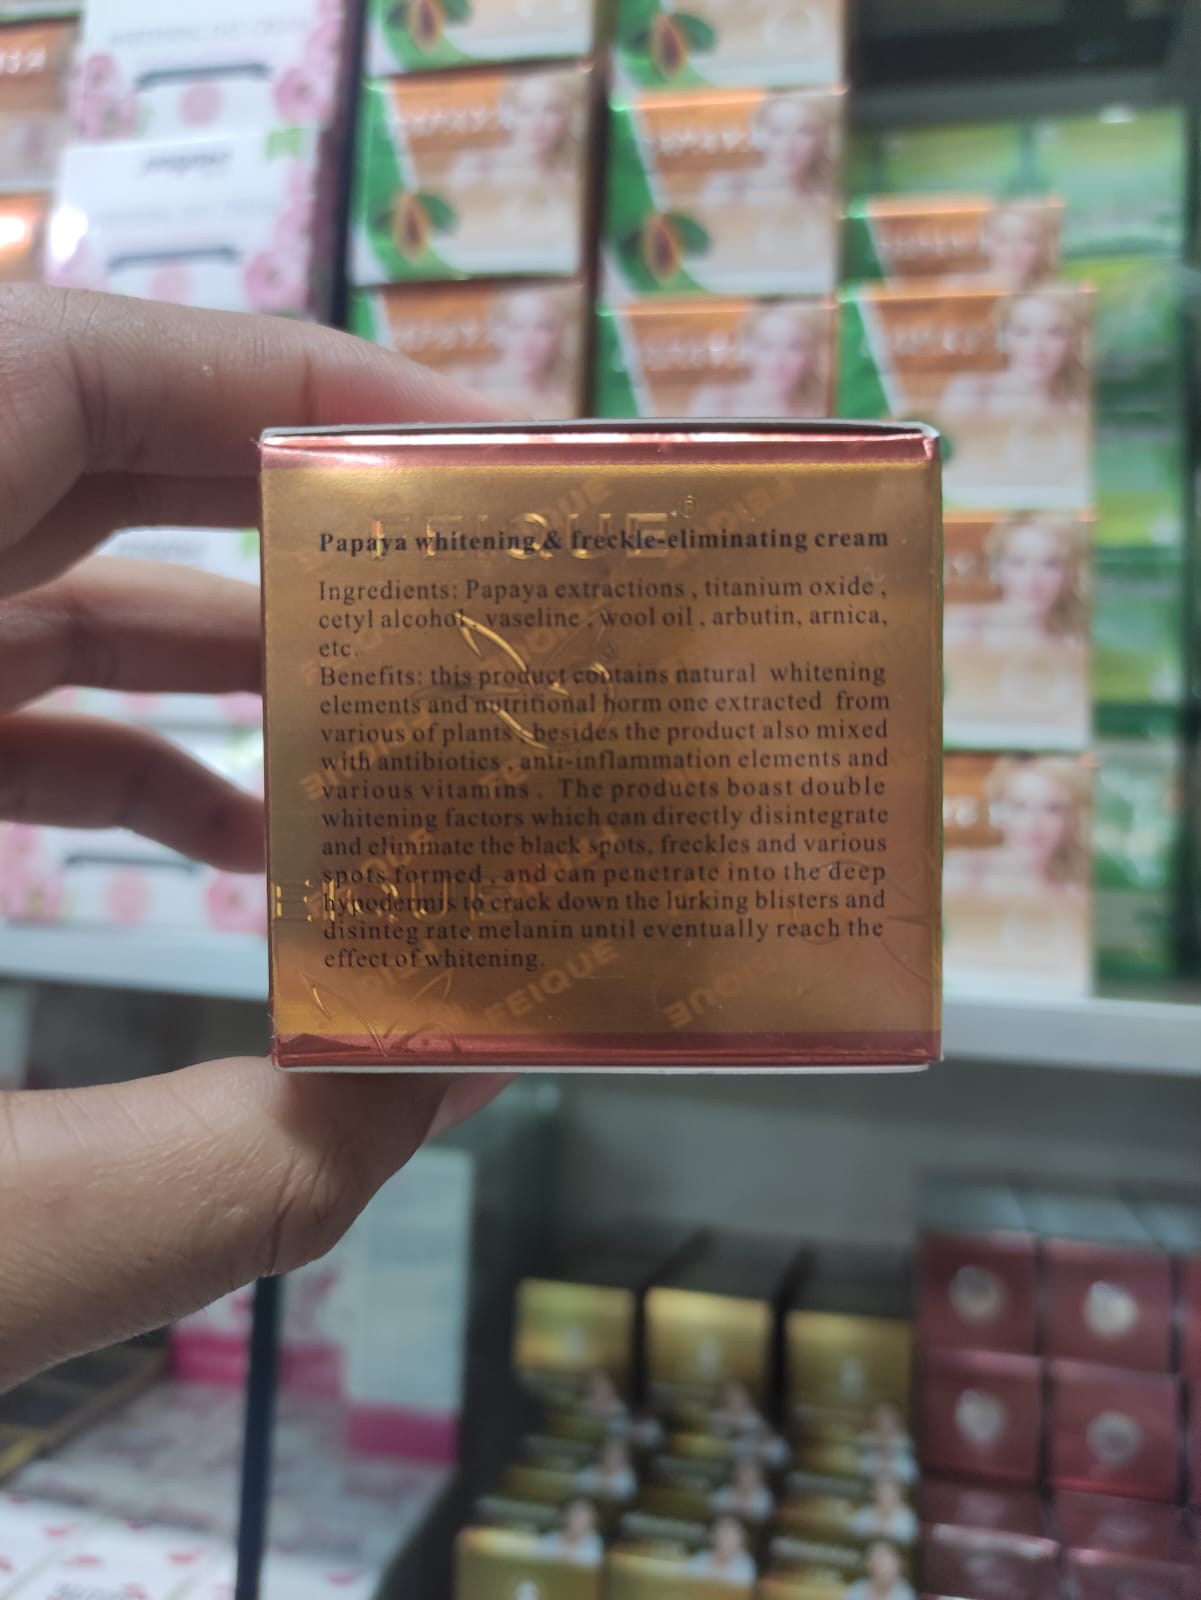 FEIQUE®
Papaya whitening & freckle-eliminating cream
Ingredients: Papaya extractions , titanium oxide ,
cetyl alcohol , vaseline , wool oil , arbutin, arnica,
etc.
Benefits: this product contains natural whitening
elements and nutritional horm one extracted from
various of plants , besides the product also mixed
with antibiotics , anti-inflammation elements and
various vitamins . The products boast double
whitening factors which can directly disintegrate
and eliminate the black spots, freckles and various
spots formed , and can penetrate into the deep
hypodermis to crack down the lurking blisters and
disinteg rate melanin until eventually reach the
effect of whitening.
FEIQUE
FEIQUE